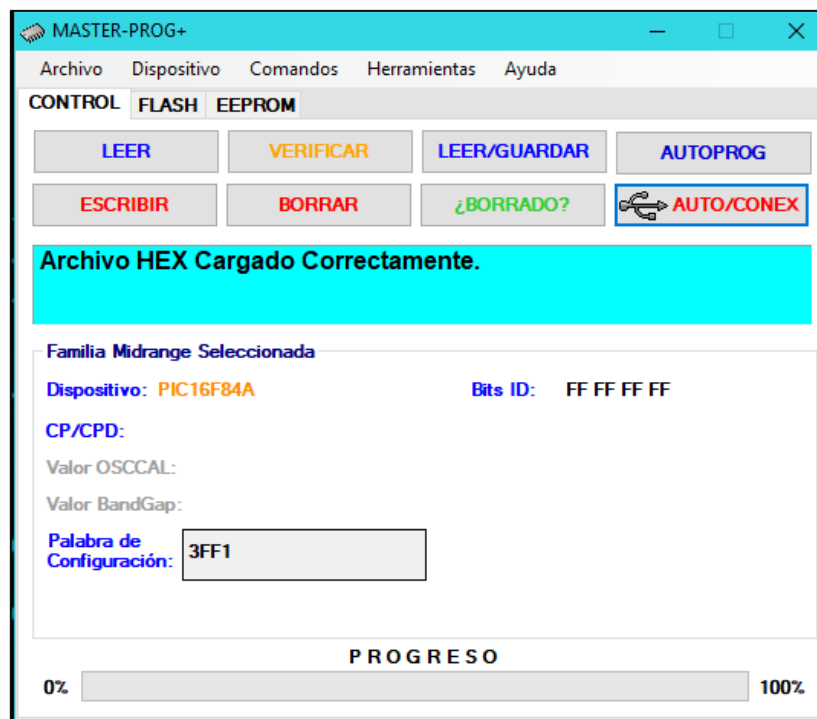 MASTER-PROG+
Archivo Dispositivo Comandos Herramientas Ayuda
CONTROL FLASH EEPROM
LEER VERIFICAR LEER/GUARDAR AUTOPROG
ESCRIBIR BORRAR ¿BORRADO? AUTO/CONEX
Archivo HEX Cargado Correctamente.
Familia Midrange Seleccionada
Dispositivo: PIC16F84A Bits ID: FF FF FF FF
CP/CPD:
Valor OSCCAL:
Valor BandGap:
Palabra de
Configuración: 3FF1
PROGRESO
0% 100%